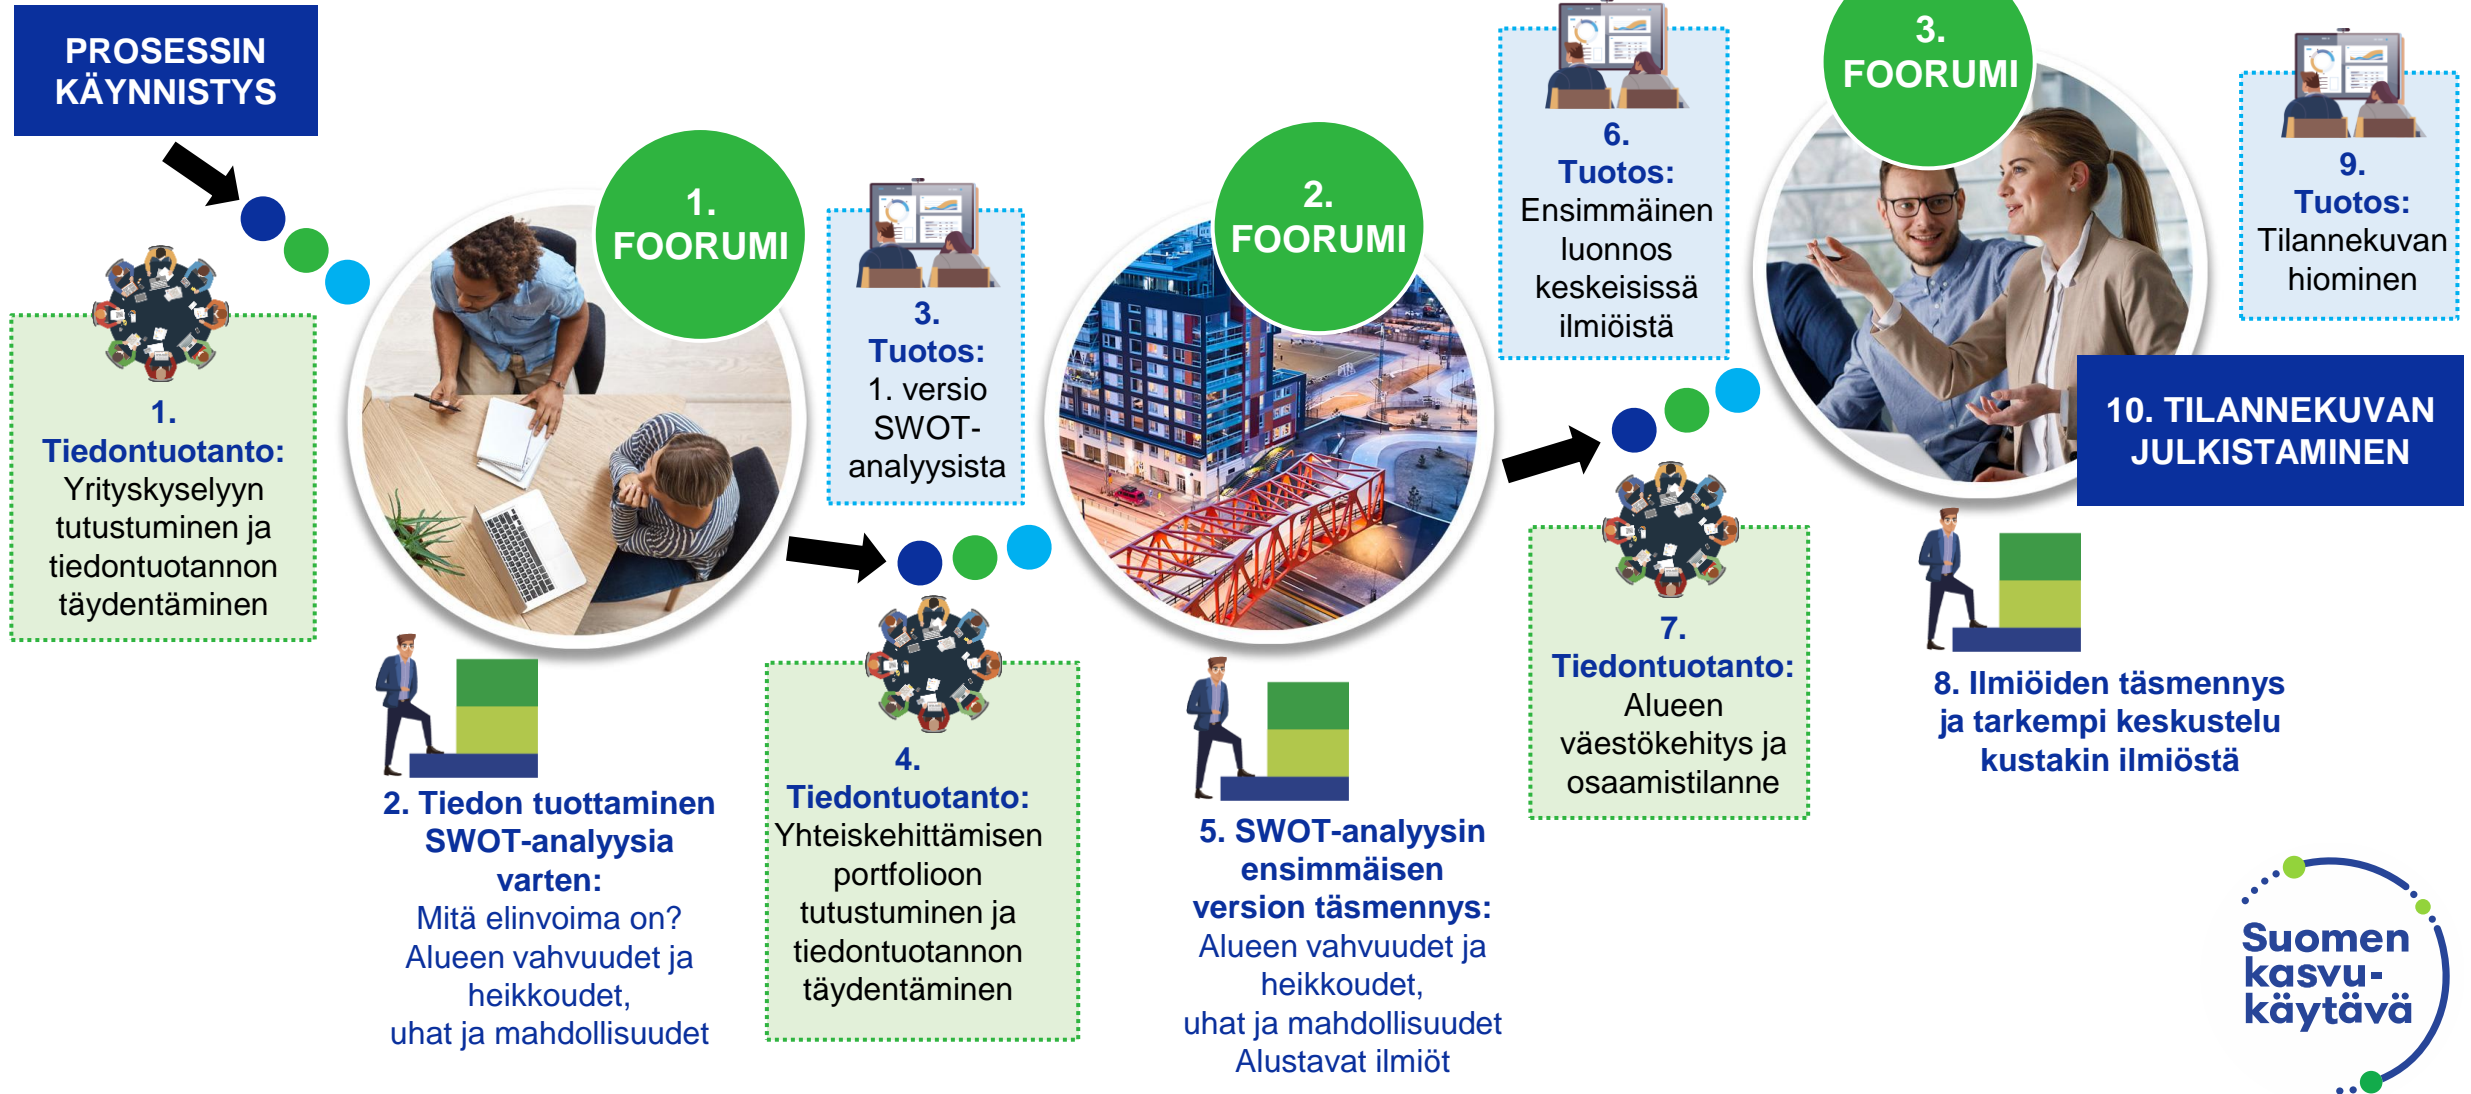 PROSESSIN
KÄYNNISTYS
1.
Tiedontuotanto:
Yrityskyselyyn
tutustuminen ja
tiedontuotannon
täydentäminen
1.
FOORUMI
2. Tiedon tuottaminen
SWOT-analyysia
varten:
Mitä elinvoima on?
Alueen vahvuudet ja
heikkoudet,
uhat ja mahdollisuudet
3.
Tuotos:
1. versio
SWOT-
analyysista
4.
Tiedontuotanto:
Yhteiskehittämisen
portfolioon
tutustuminen ja
tiedontuotannon
täydentäminen
2.
FOORUMI
5. SWOT-analyysin
ensimmäisen
version täsmennys:
Alueen vahvuudet ja
heikkoudet,
uhat ja mahdollisuudet
Alustavat ilmiöt
6.
Tuotos:
Ensimmäinen
luonnos
keskeisissä
ilmiöistä
7.
Tiedontuotanto:
Alueen
väestökehitys ja
osaamistilanne
3.
FOORUMI
8. Ilmiöiden täsmennys
ja tarkempi keskustelu
kustakin ilmiöstä
9.
Tuotos:
Tilannekuvan
hiominen
10. TILANNEKUVAN
JULKISTAMINEN
Suomen
kasvu-
käytävä